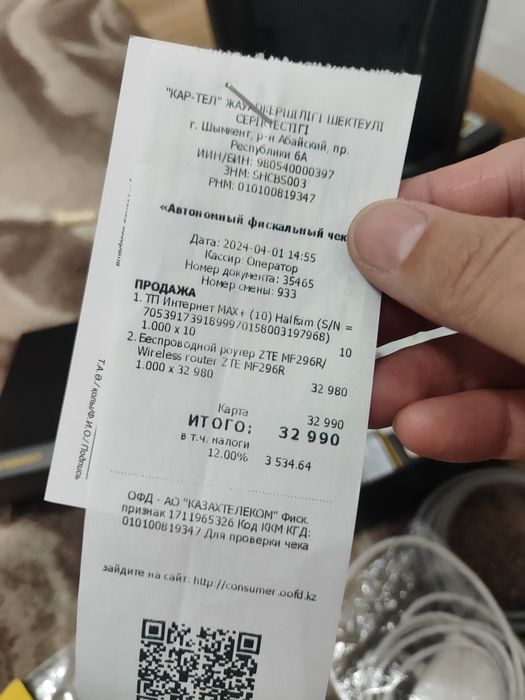 "КАР-ТЕЛ" ЖАУАПКЕРШІЛІГІ ШЕКТЕУЛІ
СЕРІКТЕСТІГІ
г. Шымкент, р-н Абайский, пр.
Республики 6А
ИИН/БИН: 980540000397
ЗНМ: SHCBS003
РНМ: 010100819347
«Автономный фискальный чек
Дата: 2024-04-01 14:55
Кассир: Оператор
Номер документа: 35465
Номер смены: 933
ПРОДАЖА
1. ТП Интернет MAX+ (10) Halfsim (S/N =
7053917391899970158003197968)
1.000 x 10
10
2. Беспроводной роутер ZTE MF296R/
Wireless router ZTE MF296R
1.000 x 32 980
32 980
Карта 32 990
ИТОГО: 32 990
в т.ч. налоги
12.00% 3 534.64
ОФД - АО "КАЗАХТЕЛЕКОМ" Фиск.
признак 1711965326 Код ККМ КГД:
010100819347 Для проверки чека
зайдите на сайт: http://consumer.oofd.kz
Т.А.Ә./ қолы/Ф.И.О./ Подпись